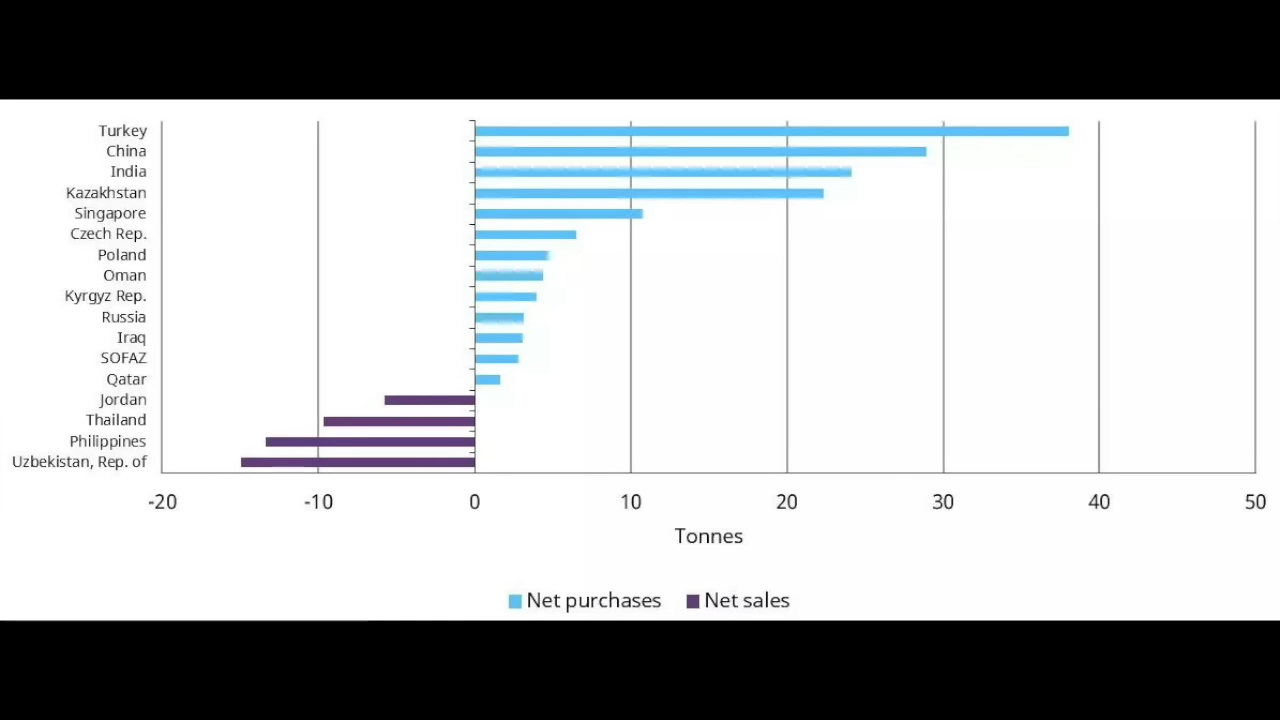 Turkey
China
India
Kazakhstan
Singapore
Czech Rep.
Poland
Oman
Kyrgyz Rep.
Russia
Iraq
SOFAZ
Qatar
Jordan
Thailand
Philippines
Uzbekistan, Rep. of
-20 -10 0 10 20 30 40 50
Tonnes
Net purchases Net sales